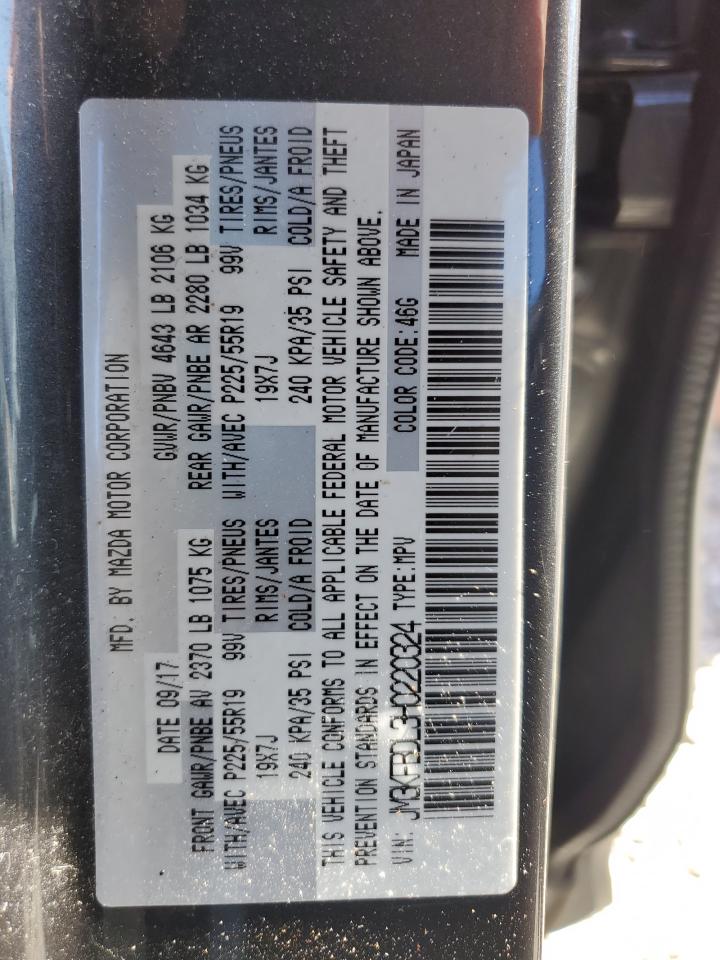 MFD. BY MAZDA MOTOR CORPORATION
DATE 09/17 GVWR/PNBV 4643 LB 2106 KG
FRONT GAWR/PNBE AV 2370 LB 1075 KG REAR GAWR/PNBE AR 2280 LB 1034 KG
WITH/AVEC P225/55R19 99V TIRES/PNEUS WITH/AVEC P225/55R19 99V TIRES/PNEUS
19X7J RIMS/JANTES 19X7J RIMS/JANTES
240 KPA/35 PSI COLD/A FROID 240 KPA/35 PSI COLD/A FROID
THIS VEHICLE CONFORMS TO ALL APPLICABLE FEDERAL MOTOR VEHICLE SAFETY AND THEFT
PREVENTION STANDARDS IN EFFECT ON THE DATE OF MANUFACTURE SHOWN ABOVE.
VIN: JM3KFBDL3H0220324 TYPE:MPV COLOR CODE:46G MADE IN JAPAN